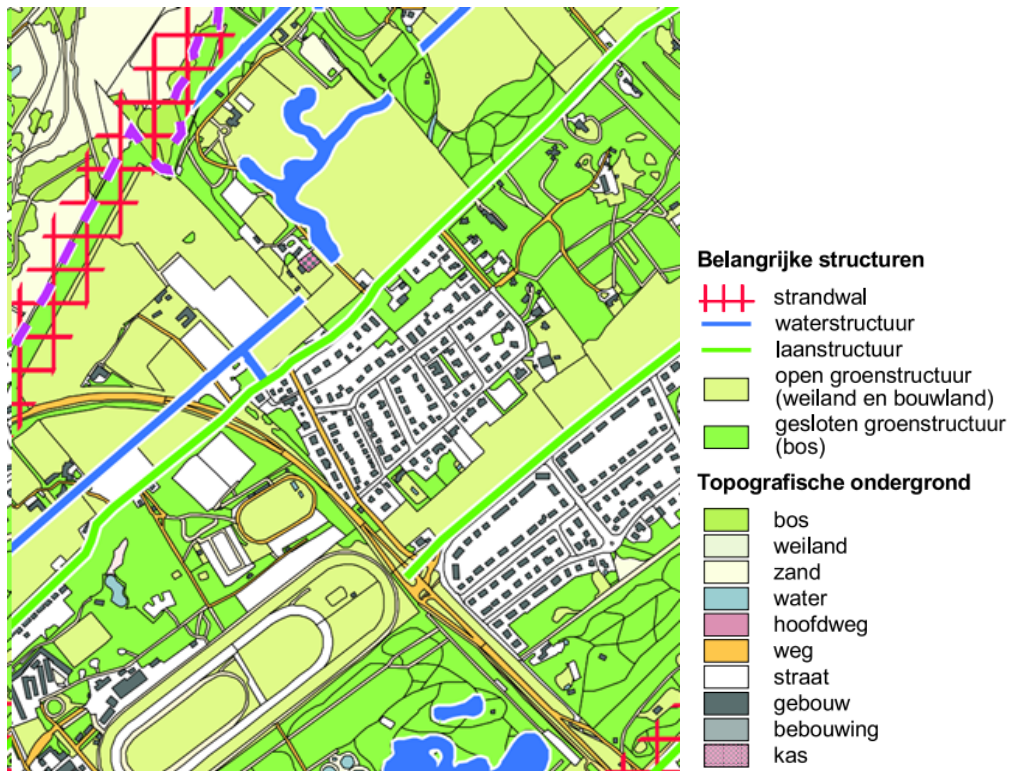 Belangrijke structuren
strandwal
waterstructuur
laanstructuur
open groenstructuur
(weiland en bouwland)
gesloten groenstructuur
(bos)
Topografische ondergrond
bos
weiland
zand
water
hoofdweg
weg
straat
gebouw
bebouwing
kas